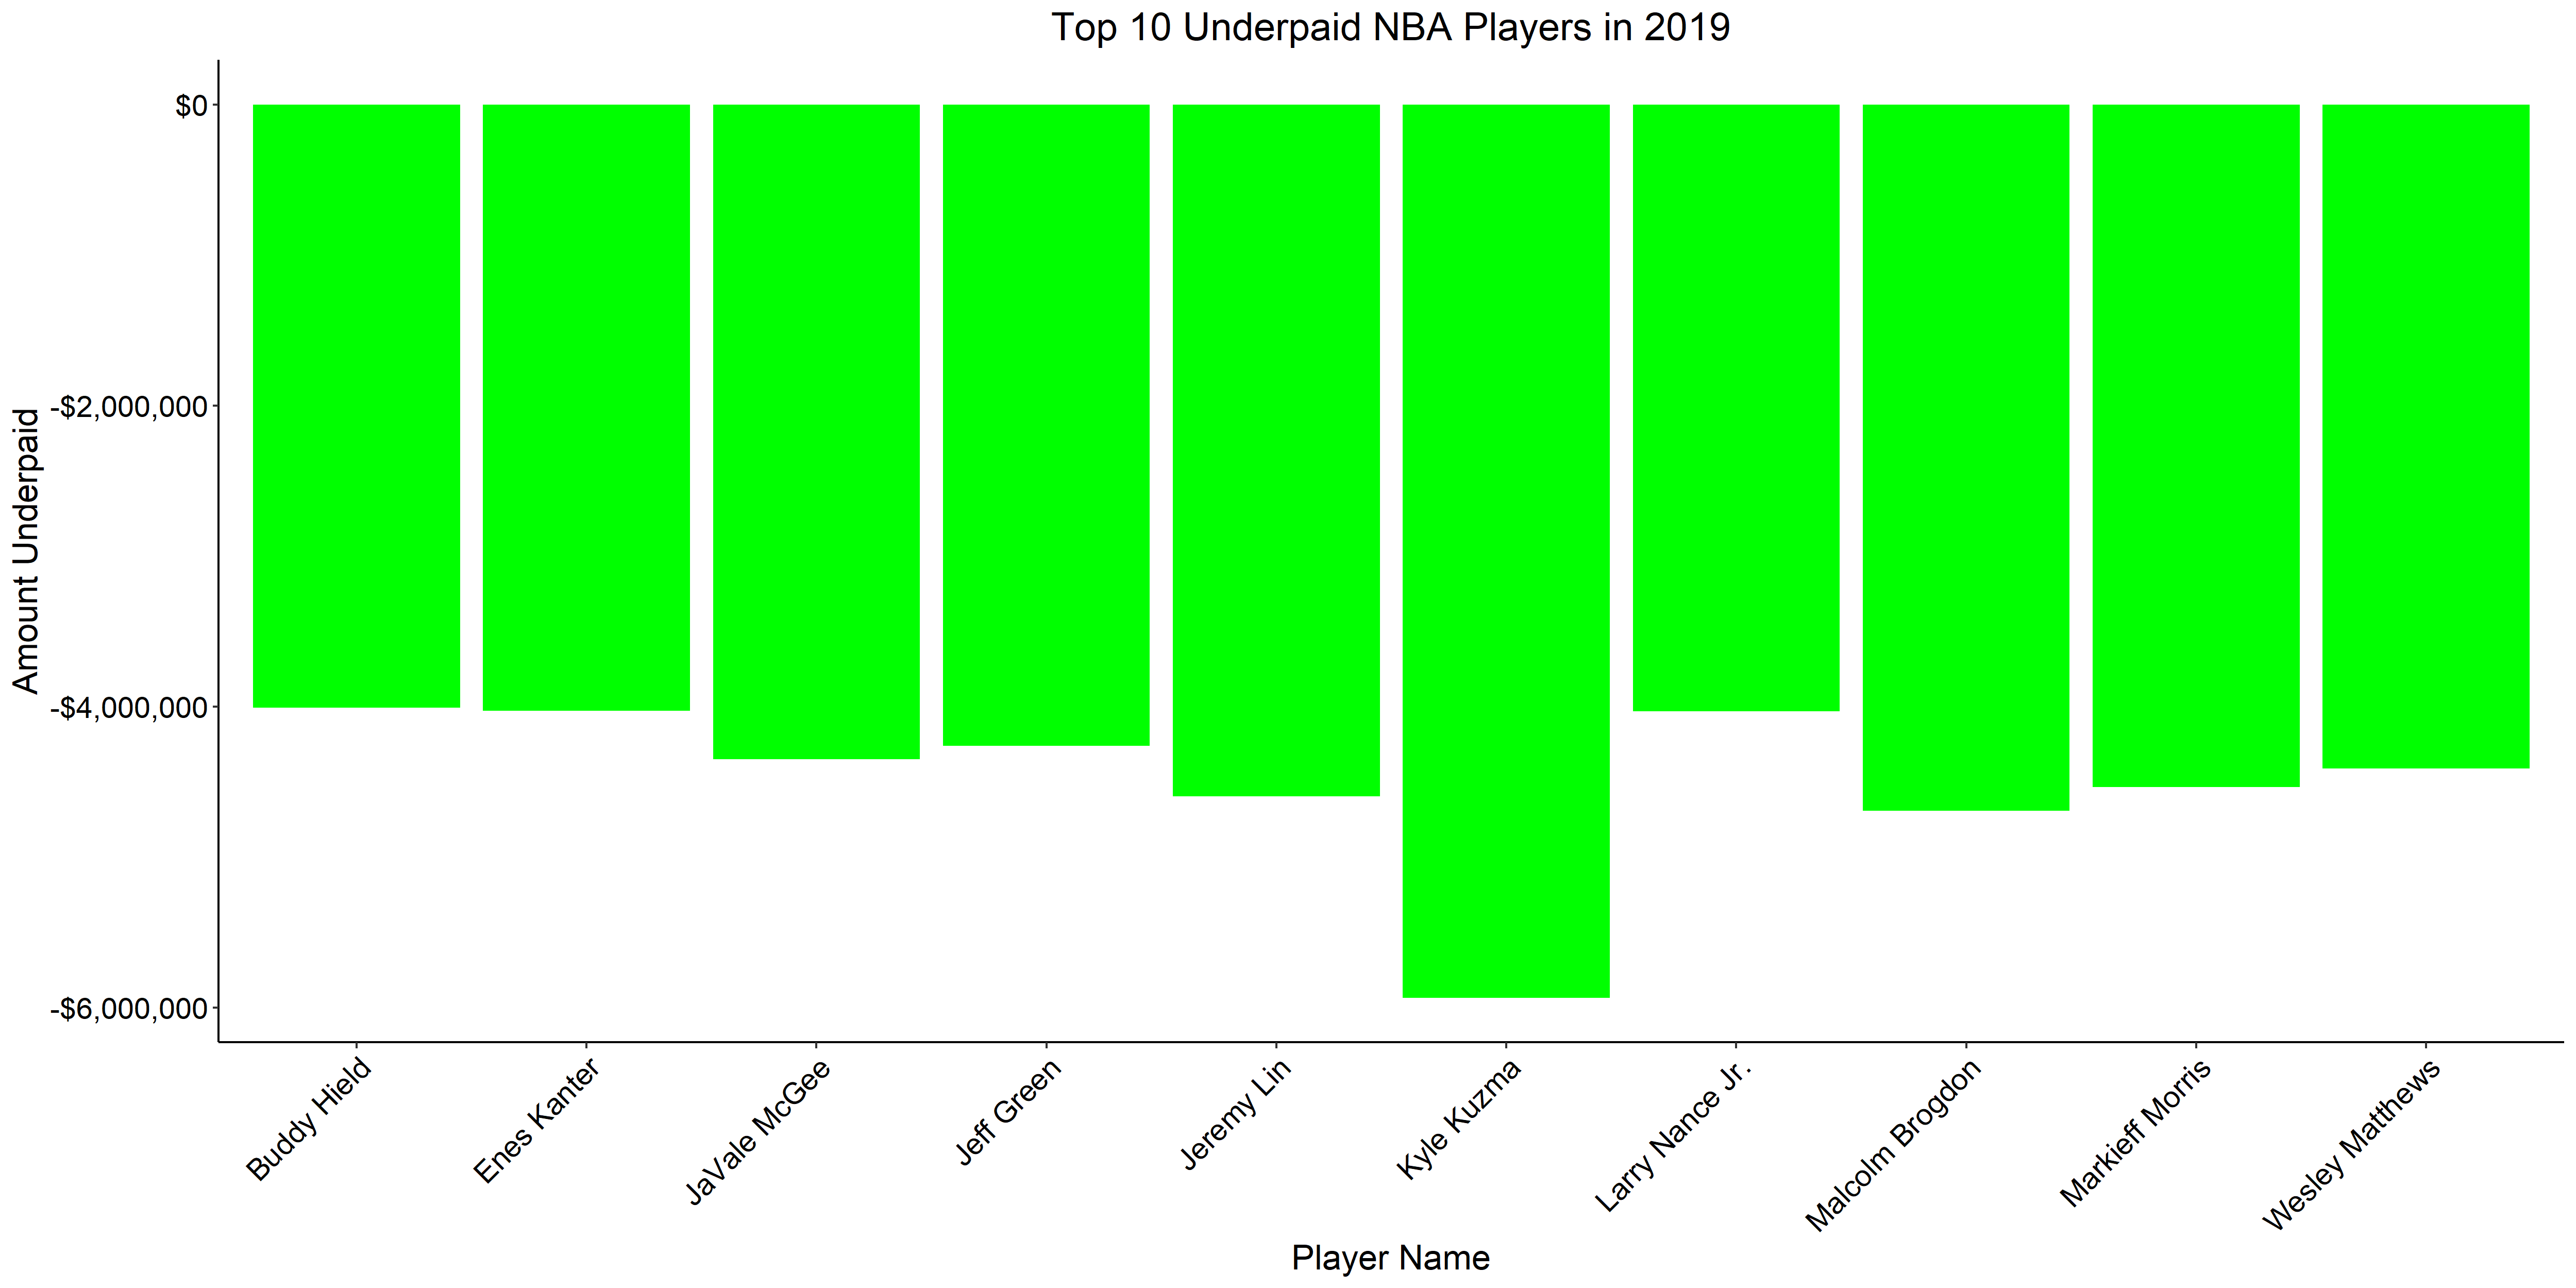 Top 10 Underpaid NBA Players in 2019
Amount Underpaid
$0
-$2,000,000
-$4,000,000
-$6,000,000
Buddy Hield
Enes Kanter
JaVale McGee
Jeff Green
Jeremy Lin
Kyle Kuzma
Larry Nance Jr.
Malcolm Brogdon
Markieff Morris
Wesley Matthews
Player Name